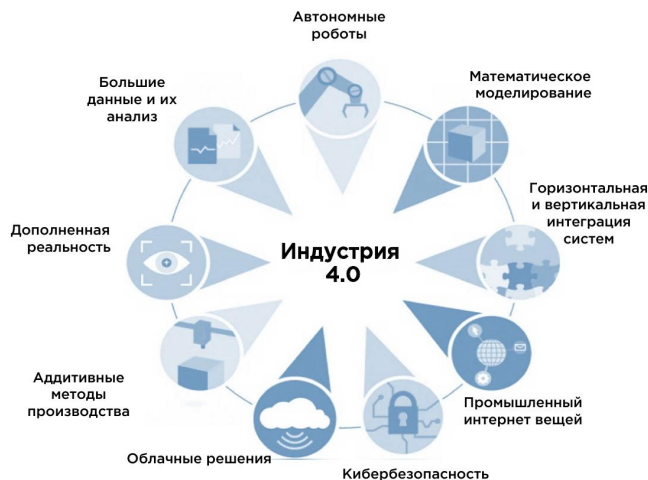 Автономные
роботы
Большие
данные и их
анализ
Математическое
моделирование
Горизонтальная
и вертикальная
интеграция
систем
Дополненная
реальность
Индустрия
4.0
Аддитивные
методы
производства
Промышленный
интернет вещей
Облачные решения
Кибербезопасность